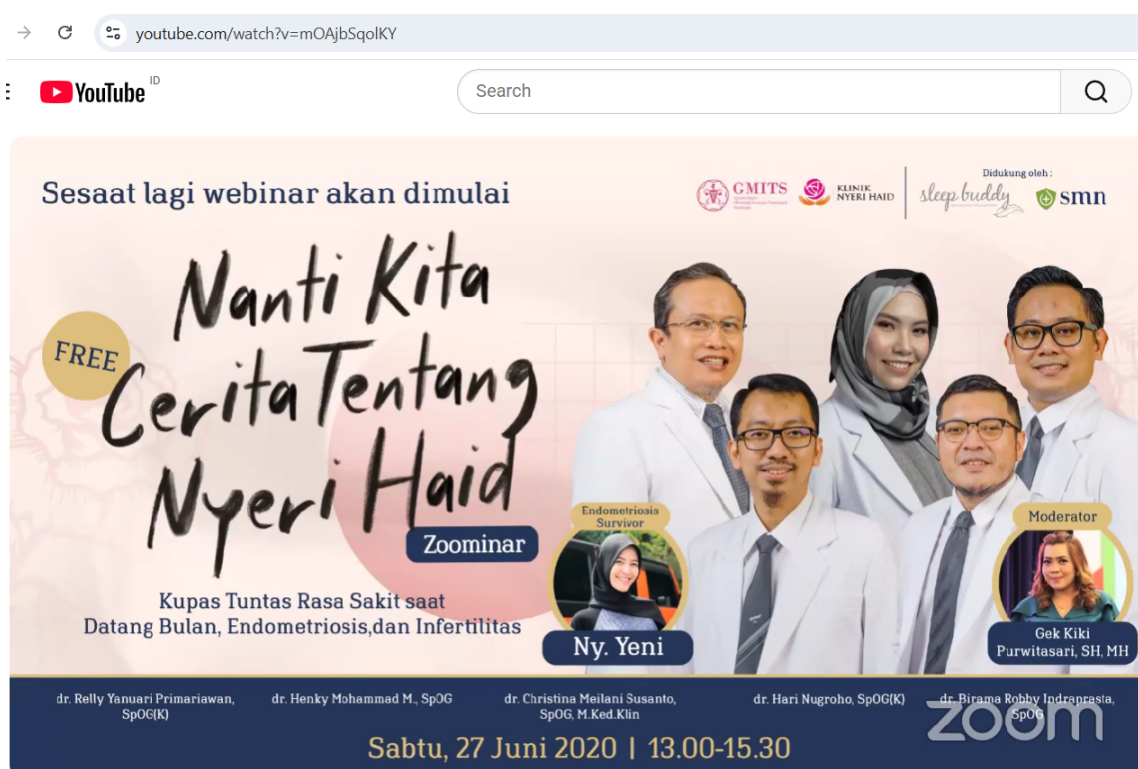 youtube.com/watch?v=mOAjbSqolKY
YouTube ID
Search
Sesaat lagi webinar akan dimulai
GMITS
KLINIK
NYERI HAID
Didukung oleh :
sleep buddy
smn
FREE
Nanti Kita
Cerita Tentang
Nyeri Haid
Zoominar
Kupas Tuntas Rasa Sakit saat
Datang Bulan, Endometriosis,dan Infertilitas
Endometriosis
Survivor
Ny. Yeni
Moderator
Gek Kiki
Purwitasari, SH, MH
dr. Relly Yanuari Primariawan,
SpOG(K)
dr. Henky Mohammad M., SpOG
dr. Christina Meilani Susanto,
SpOG, M.Ked.Klin
dr. Hari Nugroho, SpOG(K)
dr. Birama Robby Indraprasta,
SpOG
zoom
Sabtu, 27 Juni 2020 | 13.00-15.30